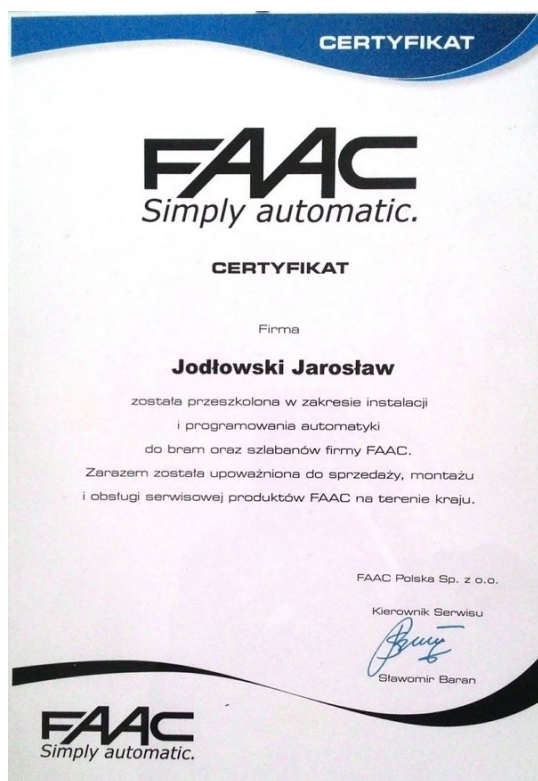 CERTYFIKAT
FAAC
Simply automatic.
CERTYFIKAT
Firma
Jodłowski Jarosław
została przeszkolona w zakresie instalacji
i programowania automatyki
do bram oraz szlabanów firmy FAAC.
Zarazem została upoważniona do sprzedaży, montażu
i obsługi serwisowej produktów FAAC na terenie kraju.
FAAC Polska Sp. z o.o.
Kierownik Serwisu
Sławomir Baran
FAAC
Simply automatic.